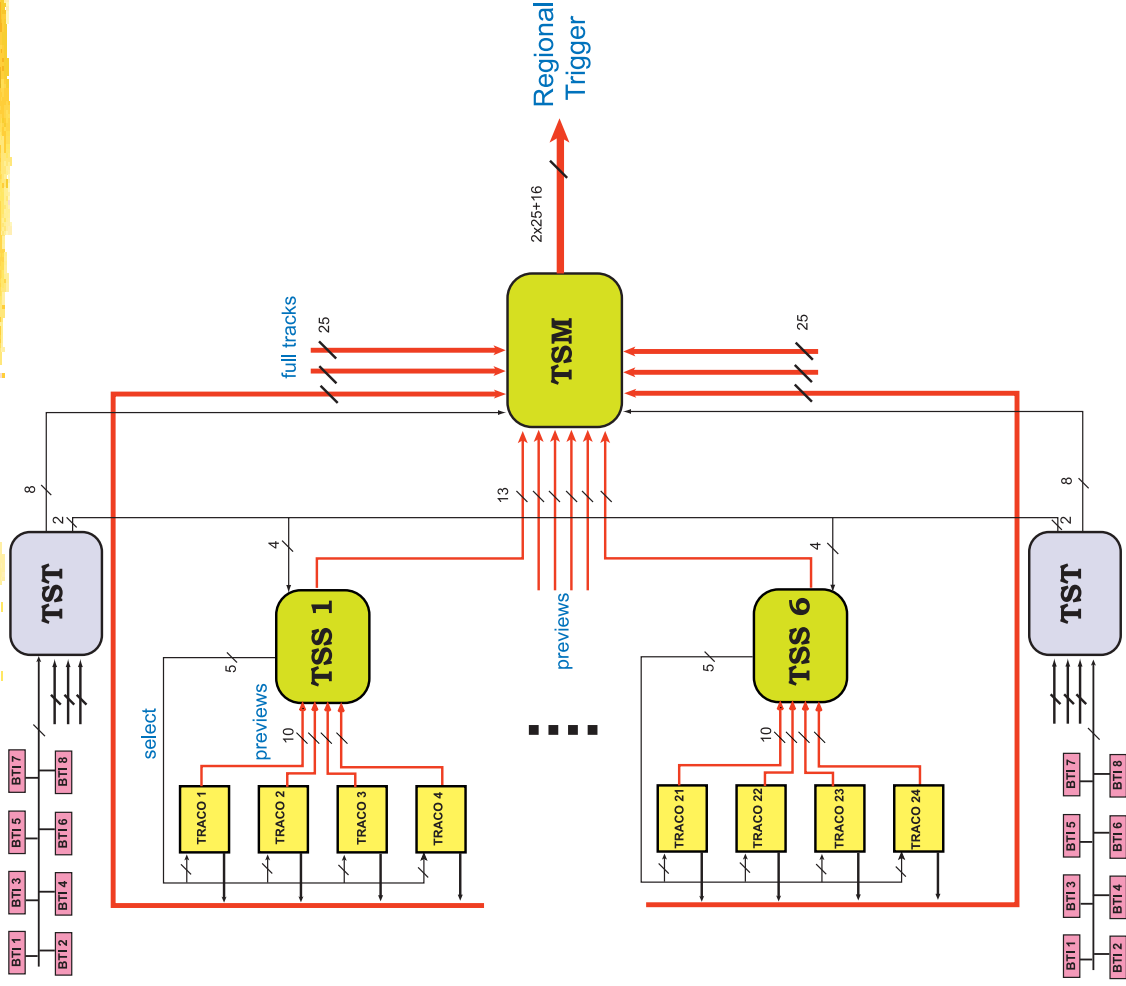 Regional
Trigger
2x25+16
full tracks
25
TSM
25
8
2
TST
13
4
4
8
2
TST
TSS 1
previews
TSS 6
5
5
select
previews
10
10
TRACO 1
TRACO 2
TRACO 3
TRACO 4
TRACO 21
TRACO 22
TRACO 23
TRACO 24
BTI 7
BTI 8
BTI 5
BTI 6
BTI 3
BTI 4
BTI 1
BTI 2
BTI 7
BTI 8
BTI 5
BTI 6
BTI 3
BTI 4
BTI 1
BTI 2